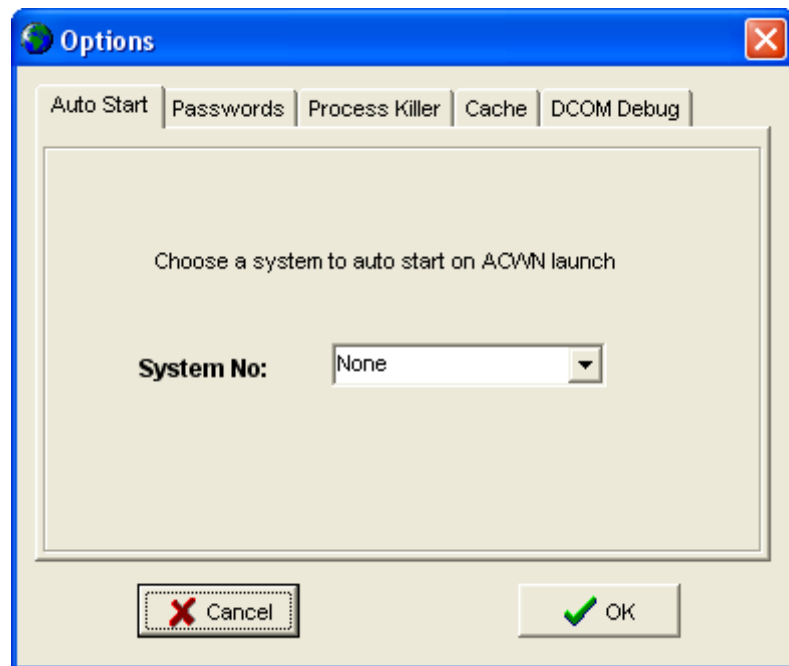 Options
Auto Start Passwords Process Killer Cache DCOM Debug
Choose a system to auto start on ACWN launch
System No: None
Cancel OK